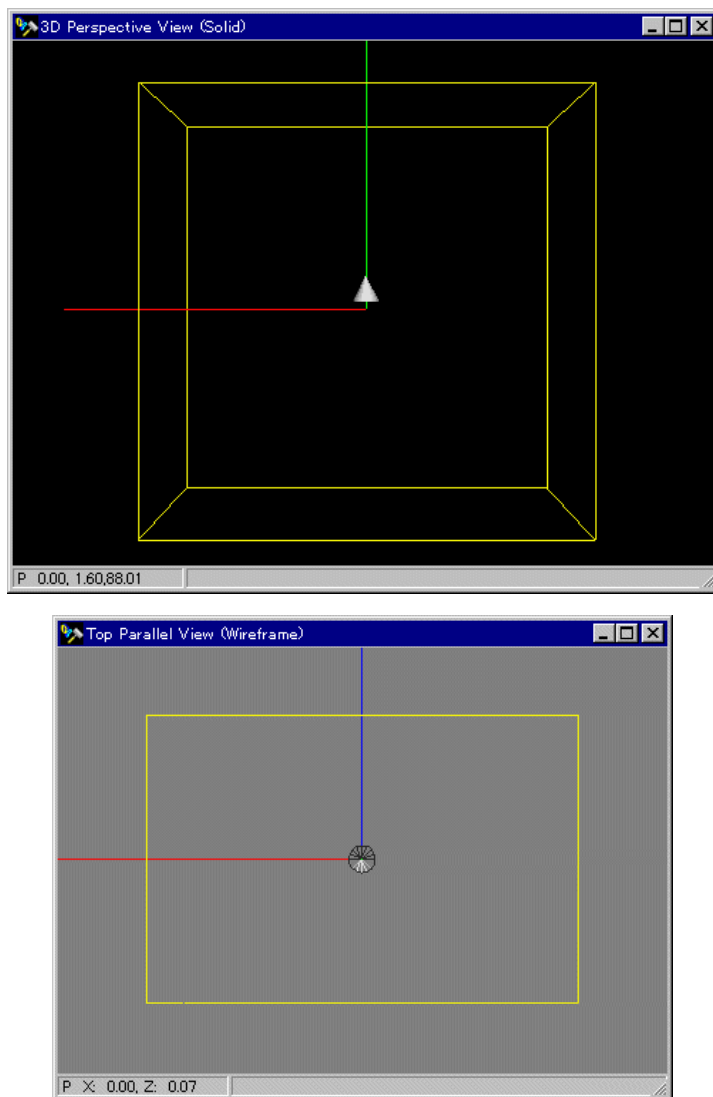 3D Perspective View (Solid)
P 0.00, 1.60,88.01
Top Parallel View (Wireframe)
P X: 0.00, Z: 0.07